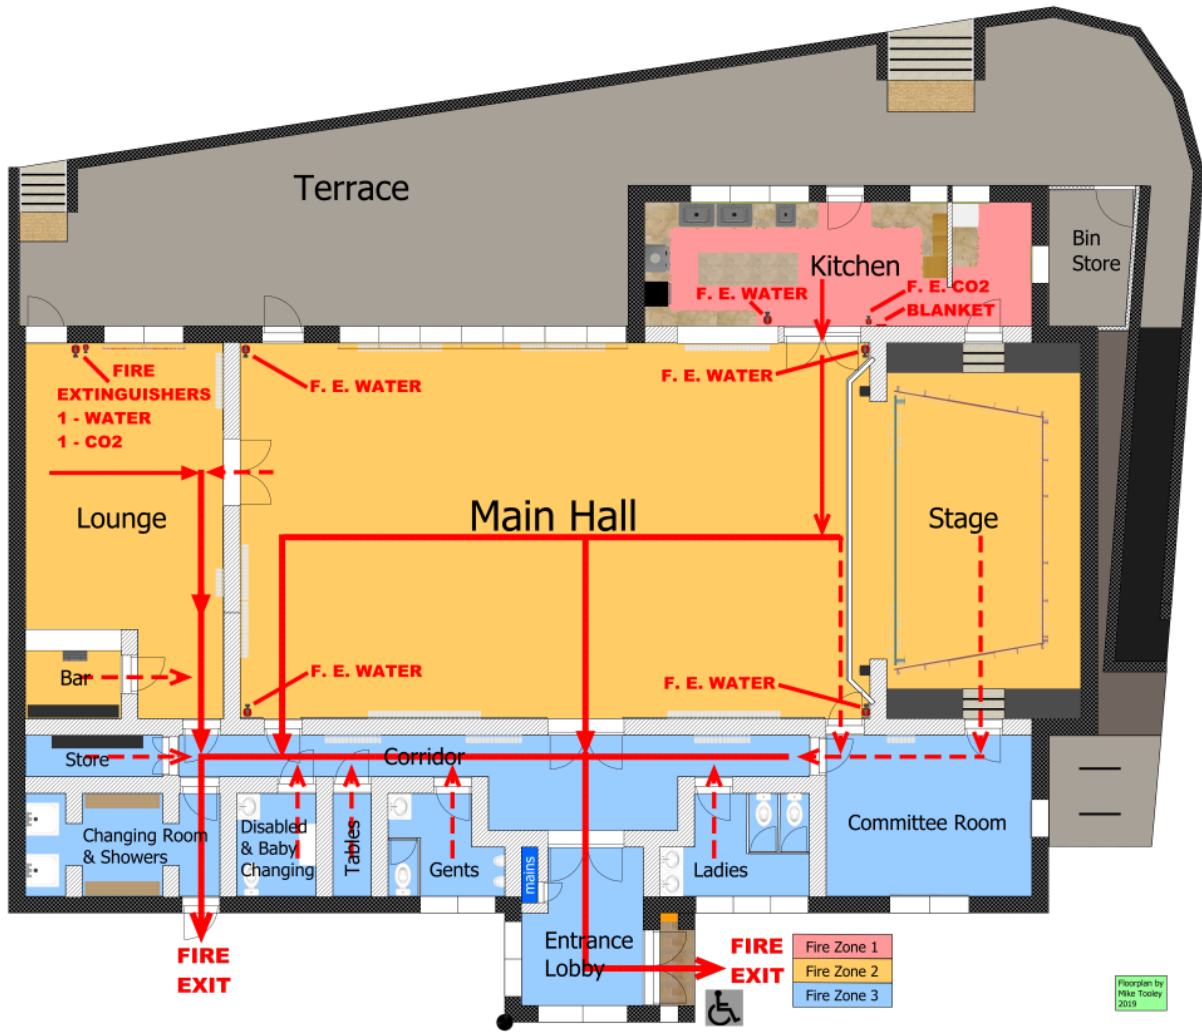 Terrace
Kitchen
Bin
Store
F. E. WATER
F. E. CO2
BLANKET
FIRE
EXTINGUISHERS
1 - WATER
1 - CO2
F. E. WATER
F. E. WATER
Lounge
Main Hall
Stage
Bar
F. E. WATER
F. E. WATER
Store
Corridor
Changing Room
& Showers
Disabled
& Baby
Changing
Tables
Gents
mains
Ladies
Committee Room
Entrance
Lobby
FIRE
EXIT
FIRE
EXIT
Fire Zone 1
Fire Zone 2
Fire Zone 3
Floorplan by
Mike Tooley
2019